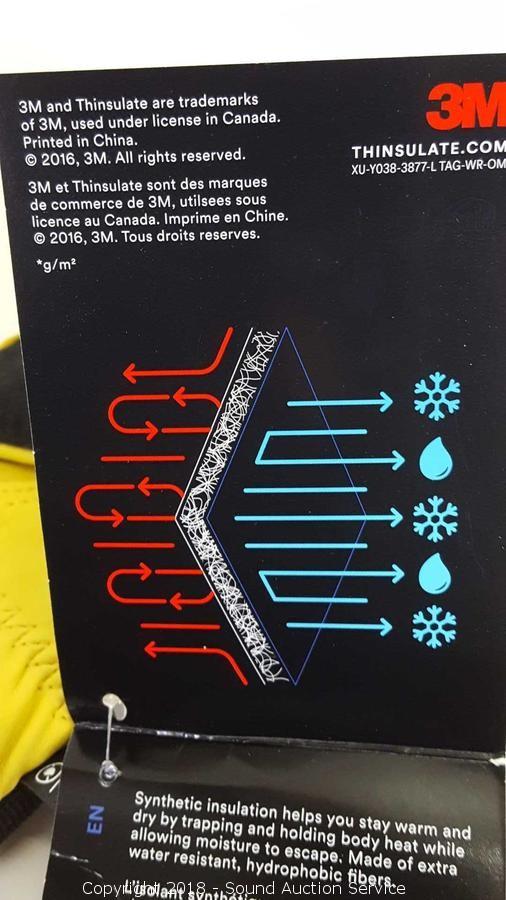 3M and Thinsulate are trademarks
of 3M, used under license in Canada.
Printed in China.
© 2016, 3M. All rights reserved.
3M et Thinsulate sont des marques
de commerce de 3M, utilsees sous
licence au Canada. Imprime en Chine.
© 2016, 3M. Tous droits reserves.
*g/m²
3M
THINSULATE.COM
XU-Y038-3877-L TAG-WR-OM
EN
Synthetic insulation helps you stay warm and
dry by trapping and holding body heat while
allowing moisture to escape. Made of extra
water resistant, hydrophobic fibers.
L'isolant synthétique
Copyright 2018 - Sound Auction Service